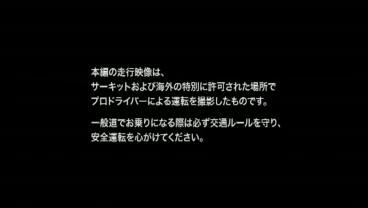 本編の走行映像は、
サーキットおよび海外の特別に許可された場所で
プロドライバーによる運転を撮影したものです。
一般道でお乗りになる際は必ず交通ルールを守り、
安全運転を心がけてください。